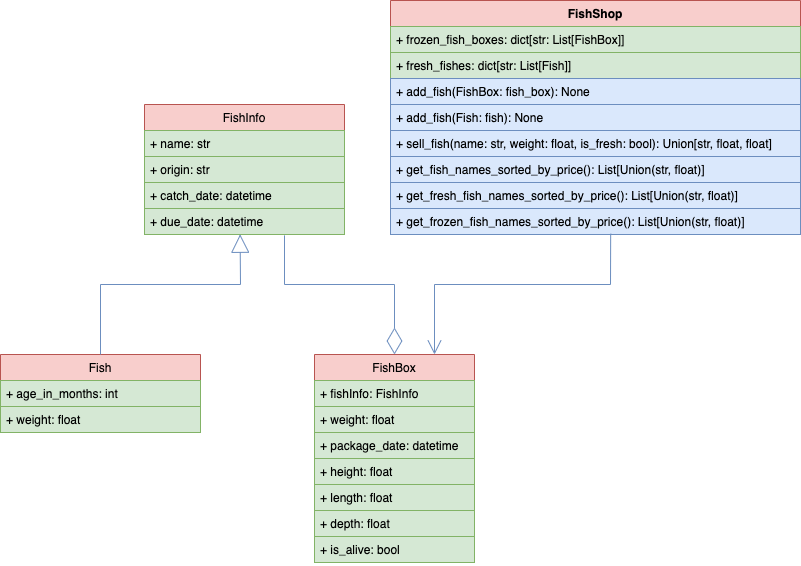 FishShop
+ frozen_fish_boxes: dict[str: List[FishBox]]
+ fresh_fishes: dict[str: List[Fish]]
+ add_fish(FishBox: fish_box): None
+ add_fish(Fish: fish): None
+ sell_fish(name: str, weight: float, is_fresh: bool): Union[str, float, float]
+ get_fish_names_sorted_by_price(): List[Union(str, float)]
+ get_fresh_fish_names_sorted_by_price(): List[Union(str, float)]
+ get_frozen_fish_names_sorted_by_price(): List[Union(str, float)]
FishInfo
+ name: str
+ origin: str
+ catch_date: datetime
+ due_date: datetime
Fish
+ age_in_months: int
+ weight: float
FishBox
+ fishInfo: FishInfo
+ weight: float
+ package_date: datetime
+ height: float
+ length: float
+ depth: float
+ is_alive: bool